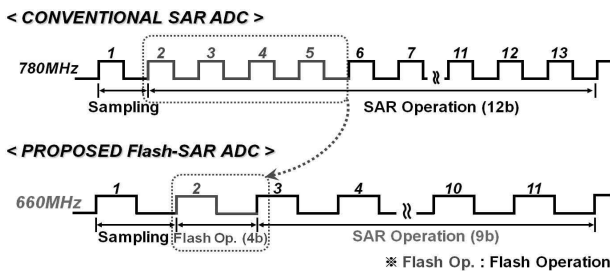 < CONVENTIONAL SAR ADC >
1 2 3 4 5 6 7 11 12 13
780MHz
Sampling SAR Operation (12b)
< PROPOSED Flash-SAR ADC >
1 2 3 4 10 11
660MHz
Sampling Flash Op. (4b) SAR Operation (9b)
※ Flash Op. : Flash Operation